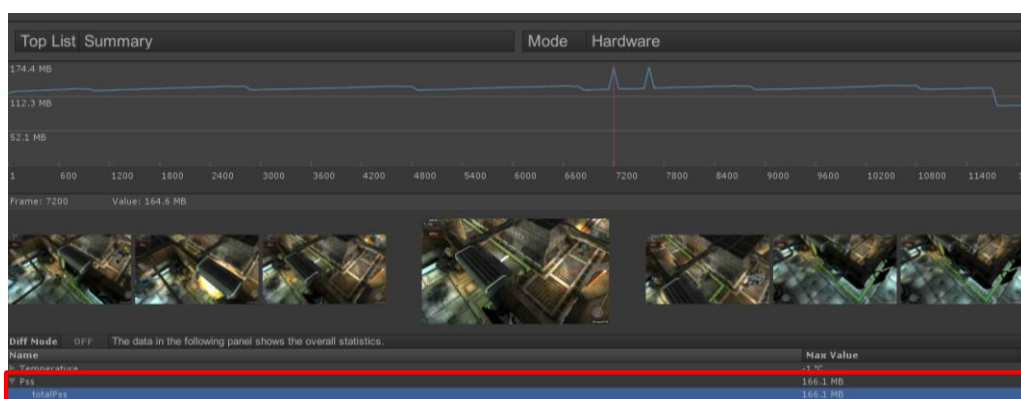 Top List Summary Mode Hardware
174.4 MB
112.3 MB
52.1 MB
1 600 1200 1800 2400 3000 3600 4200 4800 5400 6000 6600 7200 7800 8400 9000 9600 10200 10800 11400
Frame: 7200 Value: 164.6 MB
Diff Mode OFF The data in the following panel shows the overall statistics.
Name Max Value
Temperature -1 ℃
Pss 166.1 MB
totalPss 166.1 MB